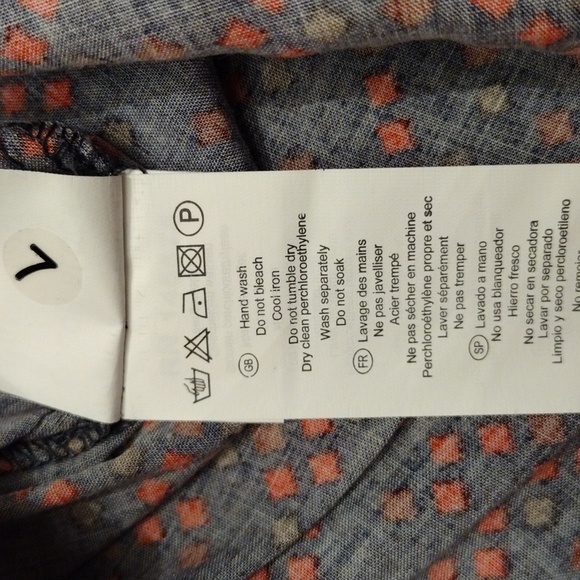 7
P
GB
Hand wash
Do not bleach
Cool iron
Do not tumble dry
Dry clean perchloroethylene
Wash separately
Do not soak
FR
Lavage des mains
Ne pas javelliser
Acier trempé
Ne pas sécher en machine
Perchloroéthylène propre et sec
Laver séparément
Ne pas tremper
SP
Lavado a mano
No usa blanqueador
Hierro fresco
No secar en secadora
Lavar por separado
Limpio y seco percloroetileno